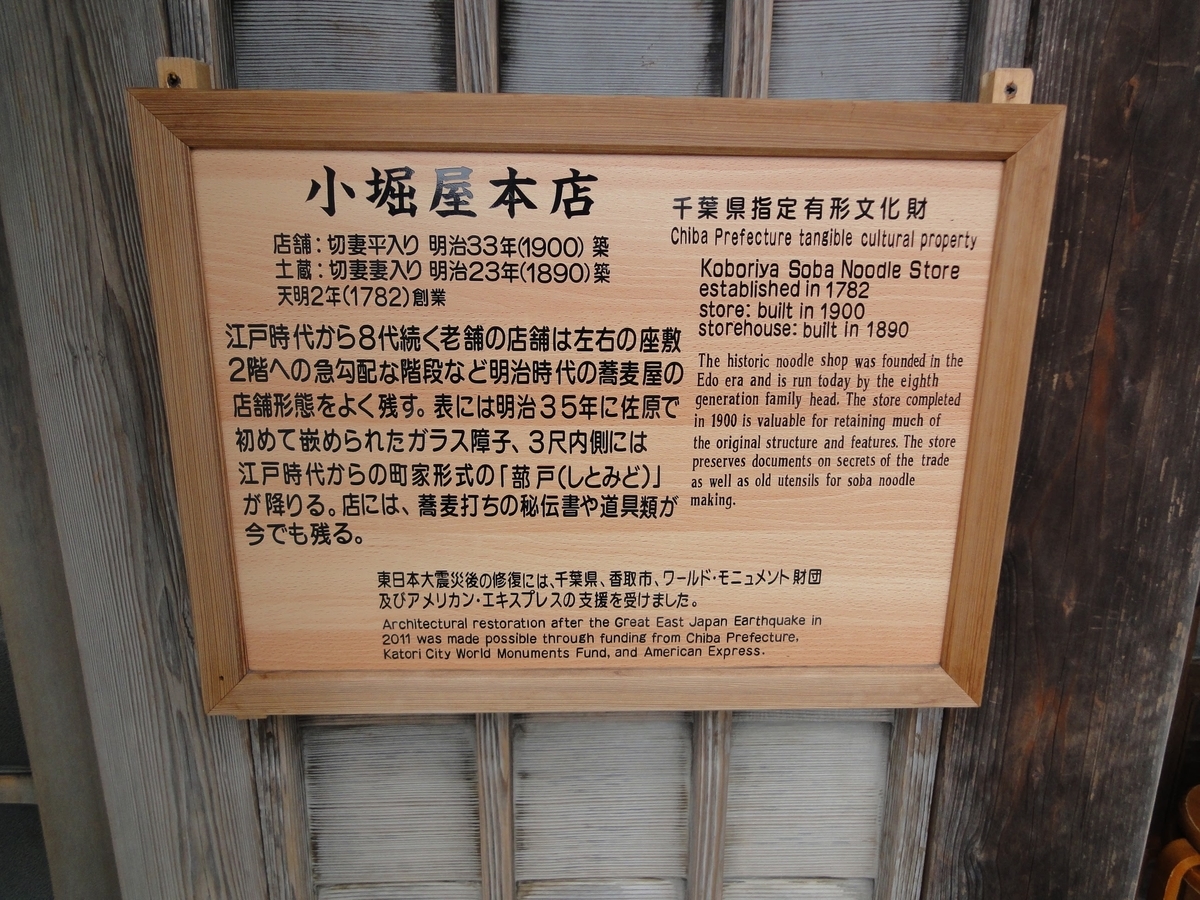 小堀屋本店
店舗：切妻平入り 明治33年(1900) 築
土蔵：切妻妻入り 明治23年(1890)築
天明2年(1782)創業
江戸時代から8代続く老舗の店舗は左右の座敷
2階への急勾配な階段など明治時代の蕎麦屋の
店舗形態をよく残す。表には明治35年に佐原で
初めて嵌められたガラス障子、3尺内側には
江戸時代からの町家形式の「部戸(しとみど)」
が降りる。店には、蕎麦打ちの秘伝書や道具類が
今でも残る。
千葉県指定有形文化財
Chiba Prefecture tangible cultural property
Koboriya Soba Noodle Store
established in 1782
store: built in 1900
storehouse: built in 1890
The historic noodle shop was founded in the
Edo era and is run today by the eighth
generation family head. The store completed
in 1900 is valuable for retaining much of
the original structure and features. The store
preserves documents on secrets of the trade
as well as old utensils for soba noodle
making.
東日本大震災後の修復には、千葉県、香取市、ワールド・モニュメント財団
及びアメリカン・エキスプレスの支援を受けました。
Architectural restoration after the Great East Japan Earthquake in
2011 was made possible through funding from Chiba Prefecture,
Katori City World Monuments Fund, and American Express.